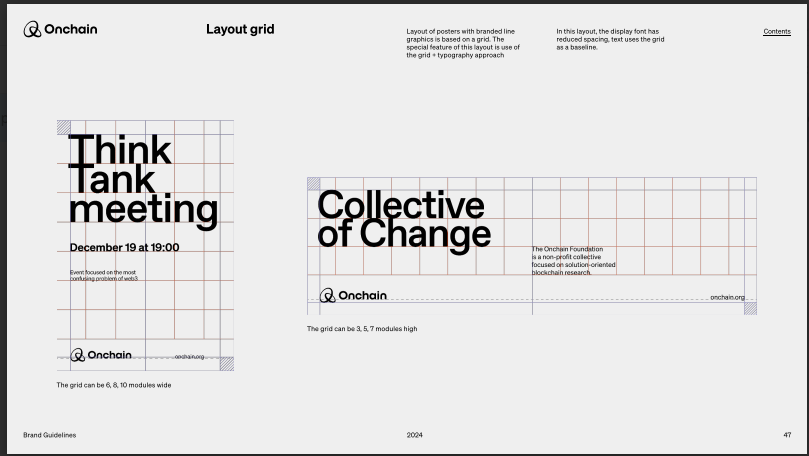 Onchain
Layout grid
Layout of posters with branded line
graphics is based on a grid. The
special feature of this layout is use of
the grid + typography approach
In this layout, the display font has
reduced spacing, text uses the grid
as a baseline.
Contents
Think
Tank
meeting
December 19 at 19:00
Event focused on the most
confusing problem of web3
Onchain
onchain.org
The grid can be 6, 8, 10 modules wide
Collective
of Change
The Onchain Foundation
is a non-profit collective
focused on solution-oriented
blockchain research.
Onchain
onchain.org
The grid can be 3, 5, 7 modules high
Brand Guidelines
2024
47